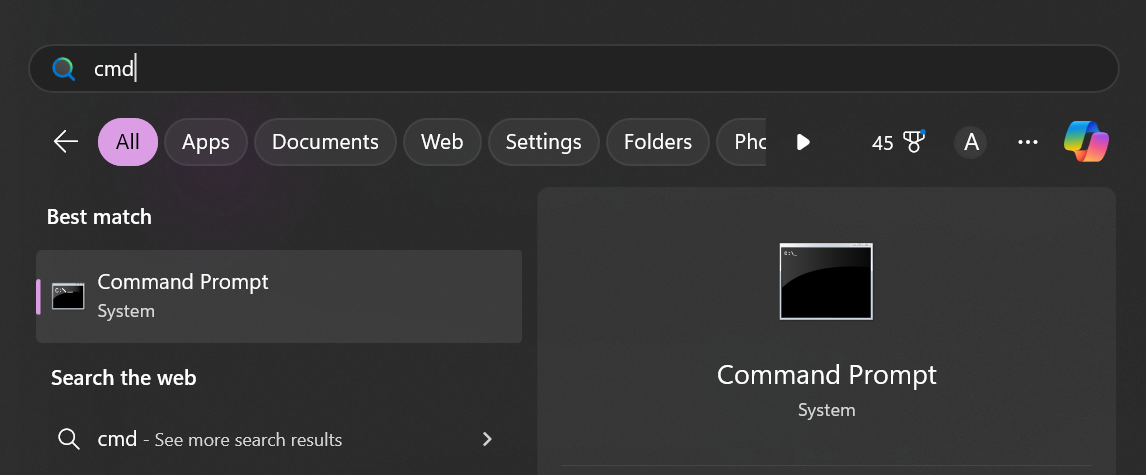 cmd
All Apps Documents Web Settings Folders Pho 45 A
Best match
Command Prompt
System
Search the web
cmd - See more search results
C:\_
Command Prompt
System